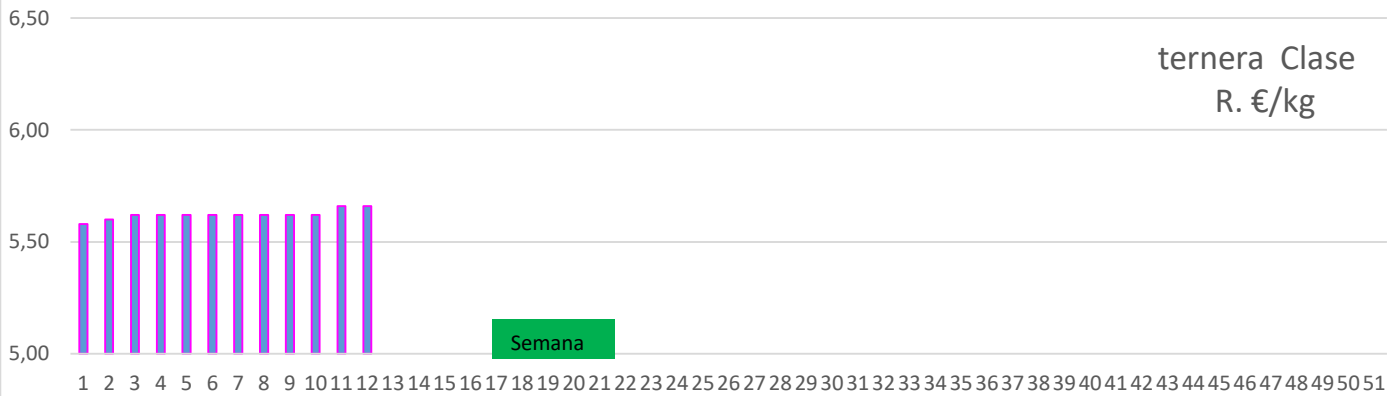 6,50
ternera Clase
R. €/kg
6,00
5,50
5,00
Semana
1 2 3 4 5 6 7 8 9 10 11 12 13 14 15 16 17 18 19 20 21 22 23 24 25 26 27 28 29 30 31 32 33 34 35 36 37 38 39 40 41 42 43 44 45 46 47 48 49 50 51